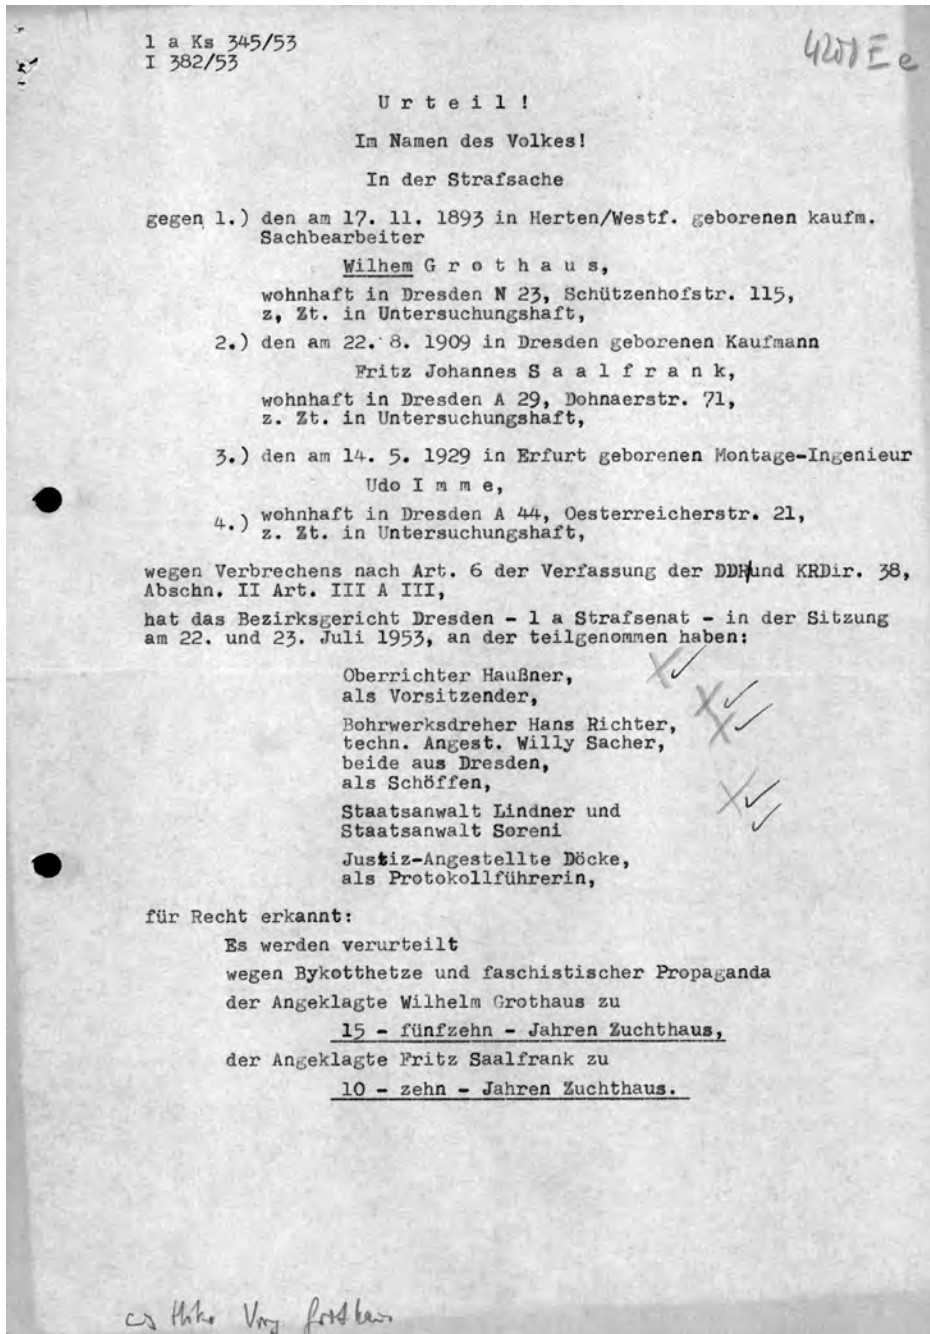 1 a Ks 345/53
I 382/53
U r t e i l !
Im Namen des Volkes!
In der Strafsache
gegen 1.) den am 17. 11. 1893 in Herten/Westf. geborenen kaufm.
Sachbearbeiter
Wilhem G r o t h a u s,
wohnhaft in Dresden N 23, Schützenhofstr. 115,
z, Zt. in Untersuchungshaft,
2.) den am 22. 8. 1909 in Dresden geborenen Kaufmann
Fritz Johannes S a a l f r a n k,
wohnhaft in Dresden A 29, Dohnaerstr. 71,
z. Zt. in Untersuchungshaft,
3.) den am 14. 5. 1929 in Erfurt geborenen Montage-Ingenieur
Udo I m m e,
4.) wohnhaft in Dresden A 44, Oesterreicherstr. 21,
z. Zt. in Untersuchungshaft,
wegen Verbrechens nach Art. 6 der Verfassung der DDR und KRDir. 38,
Abschn. II Art. III A III,
hat das Bezirksgericht Dresden - 1 a Strafsenat - in der Sitzung
am 22. und 23. Juli 1953, an der teilgenommen haben:
Oberrichter Haußner,
als Vorsitzender,
Bohrwerksdreher Hans Richter,
techn. Angest. Willy Sacher,
beide aus Dresden,
als Schöffen,
Staatsanwalt Lindner und
Staatsanwalt Soreni
Justiz-Angestellte Döcke,
als Protokollführerin,
für Recht erkannt:
Es werden verurteilt
wegen Bykotthetze und faschistischer Propaganda
der Angeklagte Wilhelm Grothaus zu
15 - fünfzehn - Jahren Zuchthaus,
der Angeklagte Fritz Saalfrank zu
10 - zehn - Jahren Zuchthaus.